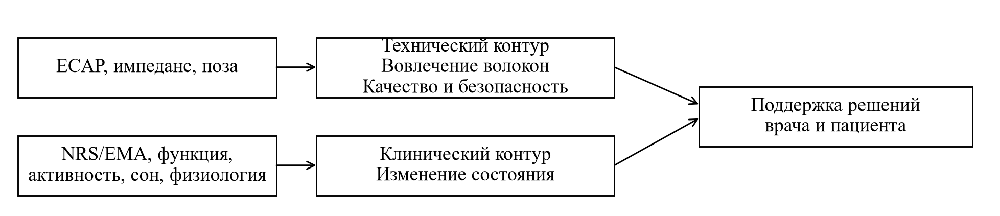 ECAP, импеданс, поза
Технический контур
Вовлечение волокон
Качество и безопасность
NRS/EMA, функция,
активность, сон, физиология
Клинический контур
Изменение состояния
Поддержка решений
врача и пациента